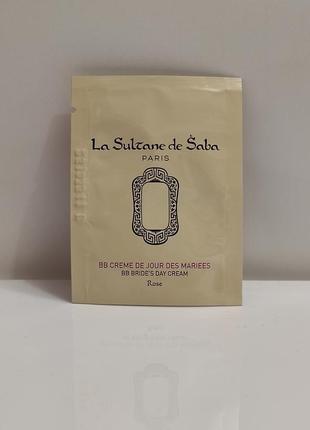 La Sultane de Saba
PARIS
BB CREME DE JOUR DES MARIEES
BB BRIDE'S DAY CREAM
Rose